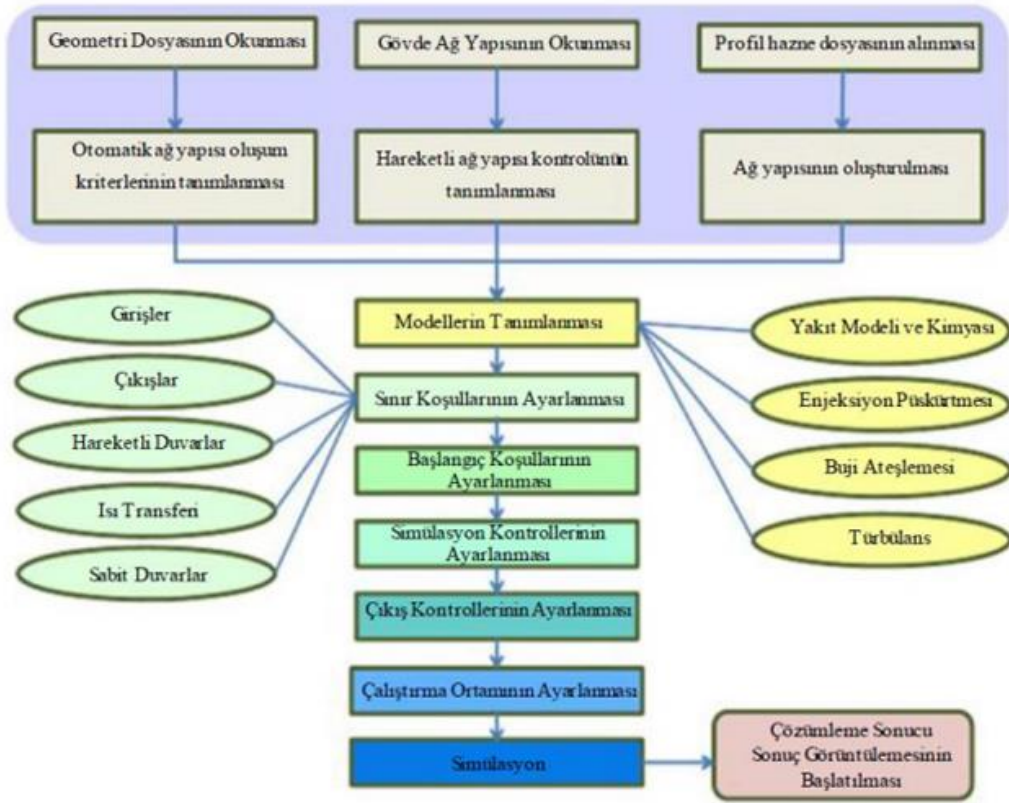 Geometri Dosyasının Okunması
Gövde Ağ Yapısının Okunması
Profil hazne dosyasının alınması
Otomatik ağ yapısı oluşum
kriterlerinin tanımlanması
Hareketli ağ yapısı kontrolünün
tanımlanması
Ağ yapısının oluşturulması
Modellerin Tanımlanması
Girişler
Çıkışlar
Hareketli Duvarlar
Isı Transferi
Sabit Duvarlar
Sınır Koşullarının Ayarlanması
Başlangıç Koşullarının
Ayarlanması
Simülasyon Kontrollerinin
Ayarlanması
Çıkış Kontrollerinin Ayarlanması
Çalıştırma Ortamının Ayarlanması
Simülasyon
Yakıt Modeli ve Kimyası
Enjeksiyon Püskürtmesi
Buji Ateşlemesi
Türbülans
Çözümleme Sonucu
Sonuç Görüntülemesinin
Başlatılması